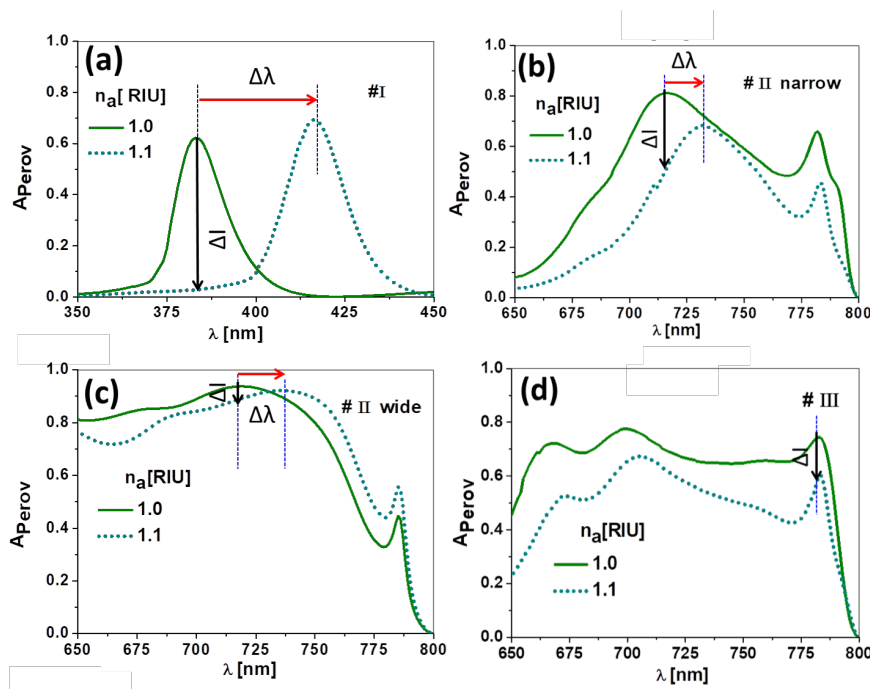 (a)
Δλ
#I
nₐ[ RIU]
1.0
1.1
ΔI
A_Perov
1.0
0.8
0.6
0.4
0.2
0.0
350 375 400 425 450
λ [nm]
(b)
Δλ
# II narrow
nₐ[RIU]
1.0
1.1
ΔI
A_Perov
1.0
0.8
0.6
0.4
0.2
0.0
650 675 700 725 750 775 800
λ [nm]
(c)
ΔI
Δλ
# II wide
nₐ[RIU]
1.0
1.1
A_Perov
1.0
0.8
0.6
0.4
0.2
0.0
650 675 700 725 750 775 800
λ [nm]
(d)
# III
ΔI
nₐ[RIU]
1.0
1.1
A_Perov
1.0
0.8
0.6
0.4
0.2
0.0
650 675 700 725 750 775 800
λ [nm]